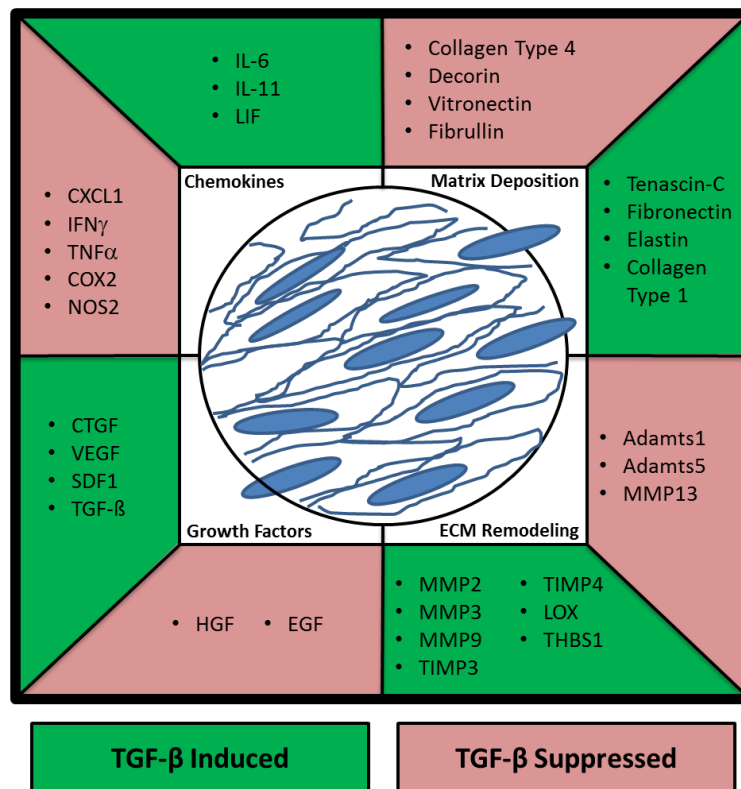 • IL-6
• IL-11
• LIF
• Collagen Type 4
• Decorin
• Vitronectin
• Fibrullin
Chemokines
Matrix Deposition
• CXCL1
• IFNγ
• TNFα
• COX2
• NOS2
• Tenascin-C
• Fibronectin
• Elastin
• Collagen
Type 1
• CTGF
• VEGF
• SDF1
• TGF-ß
• Adamts1
• Adamts5
• MMP13
Growth Factors
ECM Remodeling
• HGF • EGF
• MMP2
• MMP3
• MMP9
• TIMP3
• TIMP4
• LOX
• THBS1
TGF-β Induced
TGF-β Suppressed